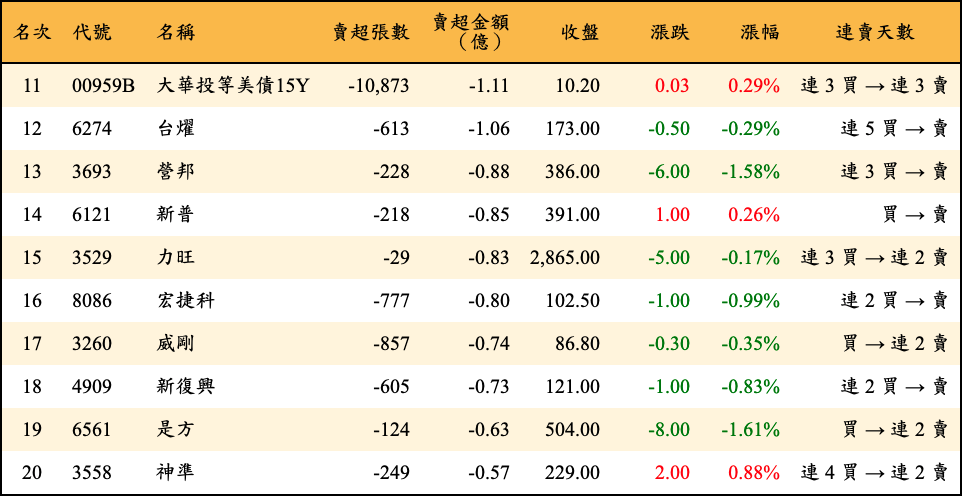 名次 代號 名稱 賣超張數 賣超金額（億） 收盤 漲跌 漲幅 連賣天數
11 00959B 大華投等美債15Y -10,873 -1.11 10.20 0.03 0.29% 連 3 買 → 連 3 賣
12 6274 台燿 -613 -1.06 173.00 -0.50 -0.29% 連 5 買 → 賣
13 3693 營邦 -228 -0.88 386.00 -6.00 -1.58% 連 3 買 → 賣
14 6121 新普 -218 -0.85 391.00 1.00 0.26% 買 → 賣
15 3529 力旺 -29 -0.83 2,865.00 -5.00 -0.17% 連 3 買 → 連 2 賣
16 8086 宏捷科 -777 -0.80 102.50 -1.00 -0.99% 連 2 買 → 賣
17 3260 威剛 -857 -0.74 86.80 -0.30 -0.35% 買 → 連 2 賣
18 4909 新復興 -605 -0.73 121.00 -1.00 -0.83% 連 2 買 → 賣
19 6561 是方 -124 -0.63 504.00 -8.00 -1.61% 買 → 連 2 賣
20 3558 神準 -249 -0.57 229.00 2.00 0.88% 連 4 買 → 連 2 賣